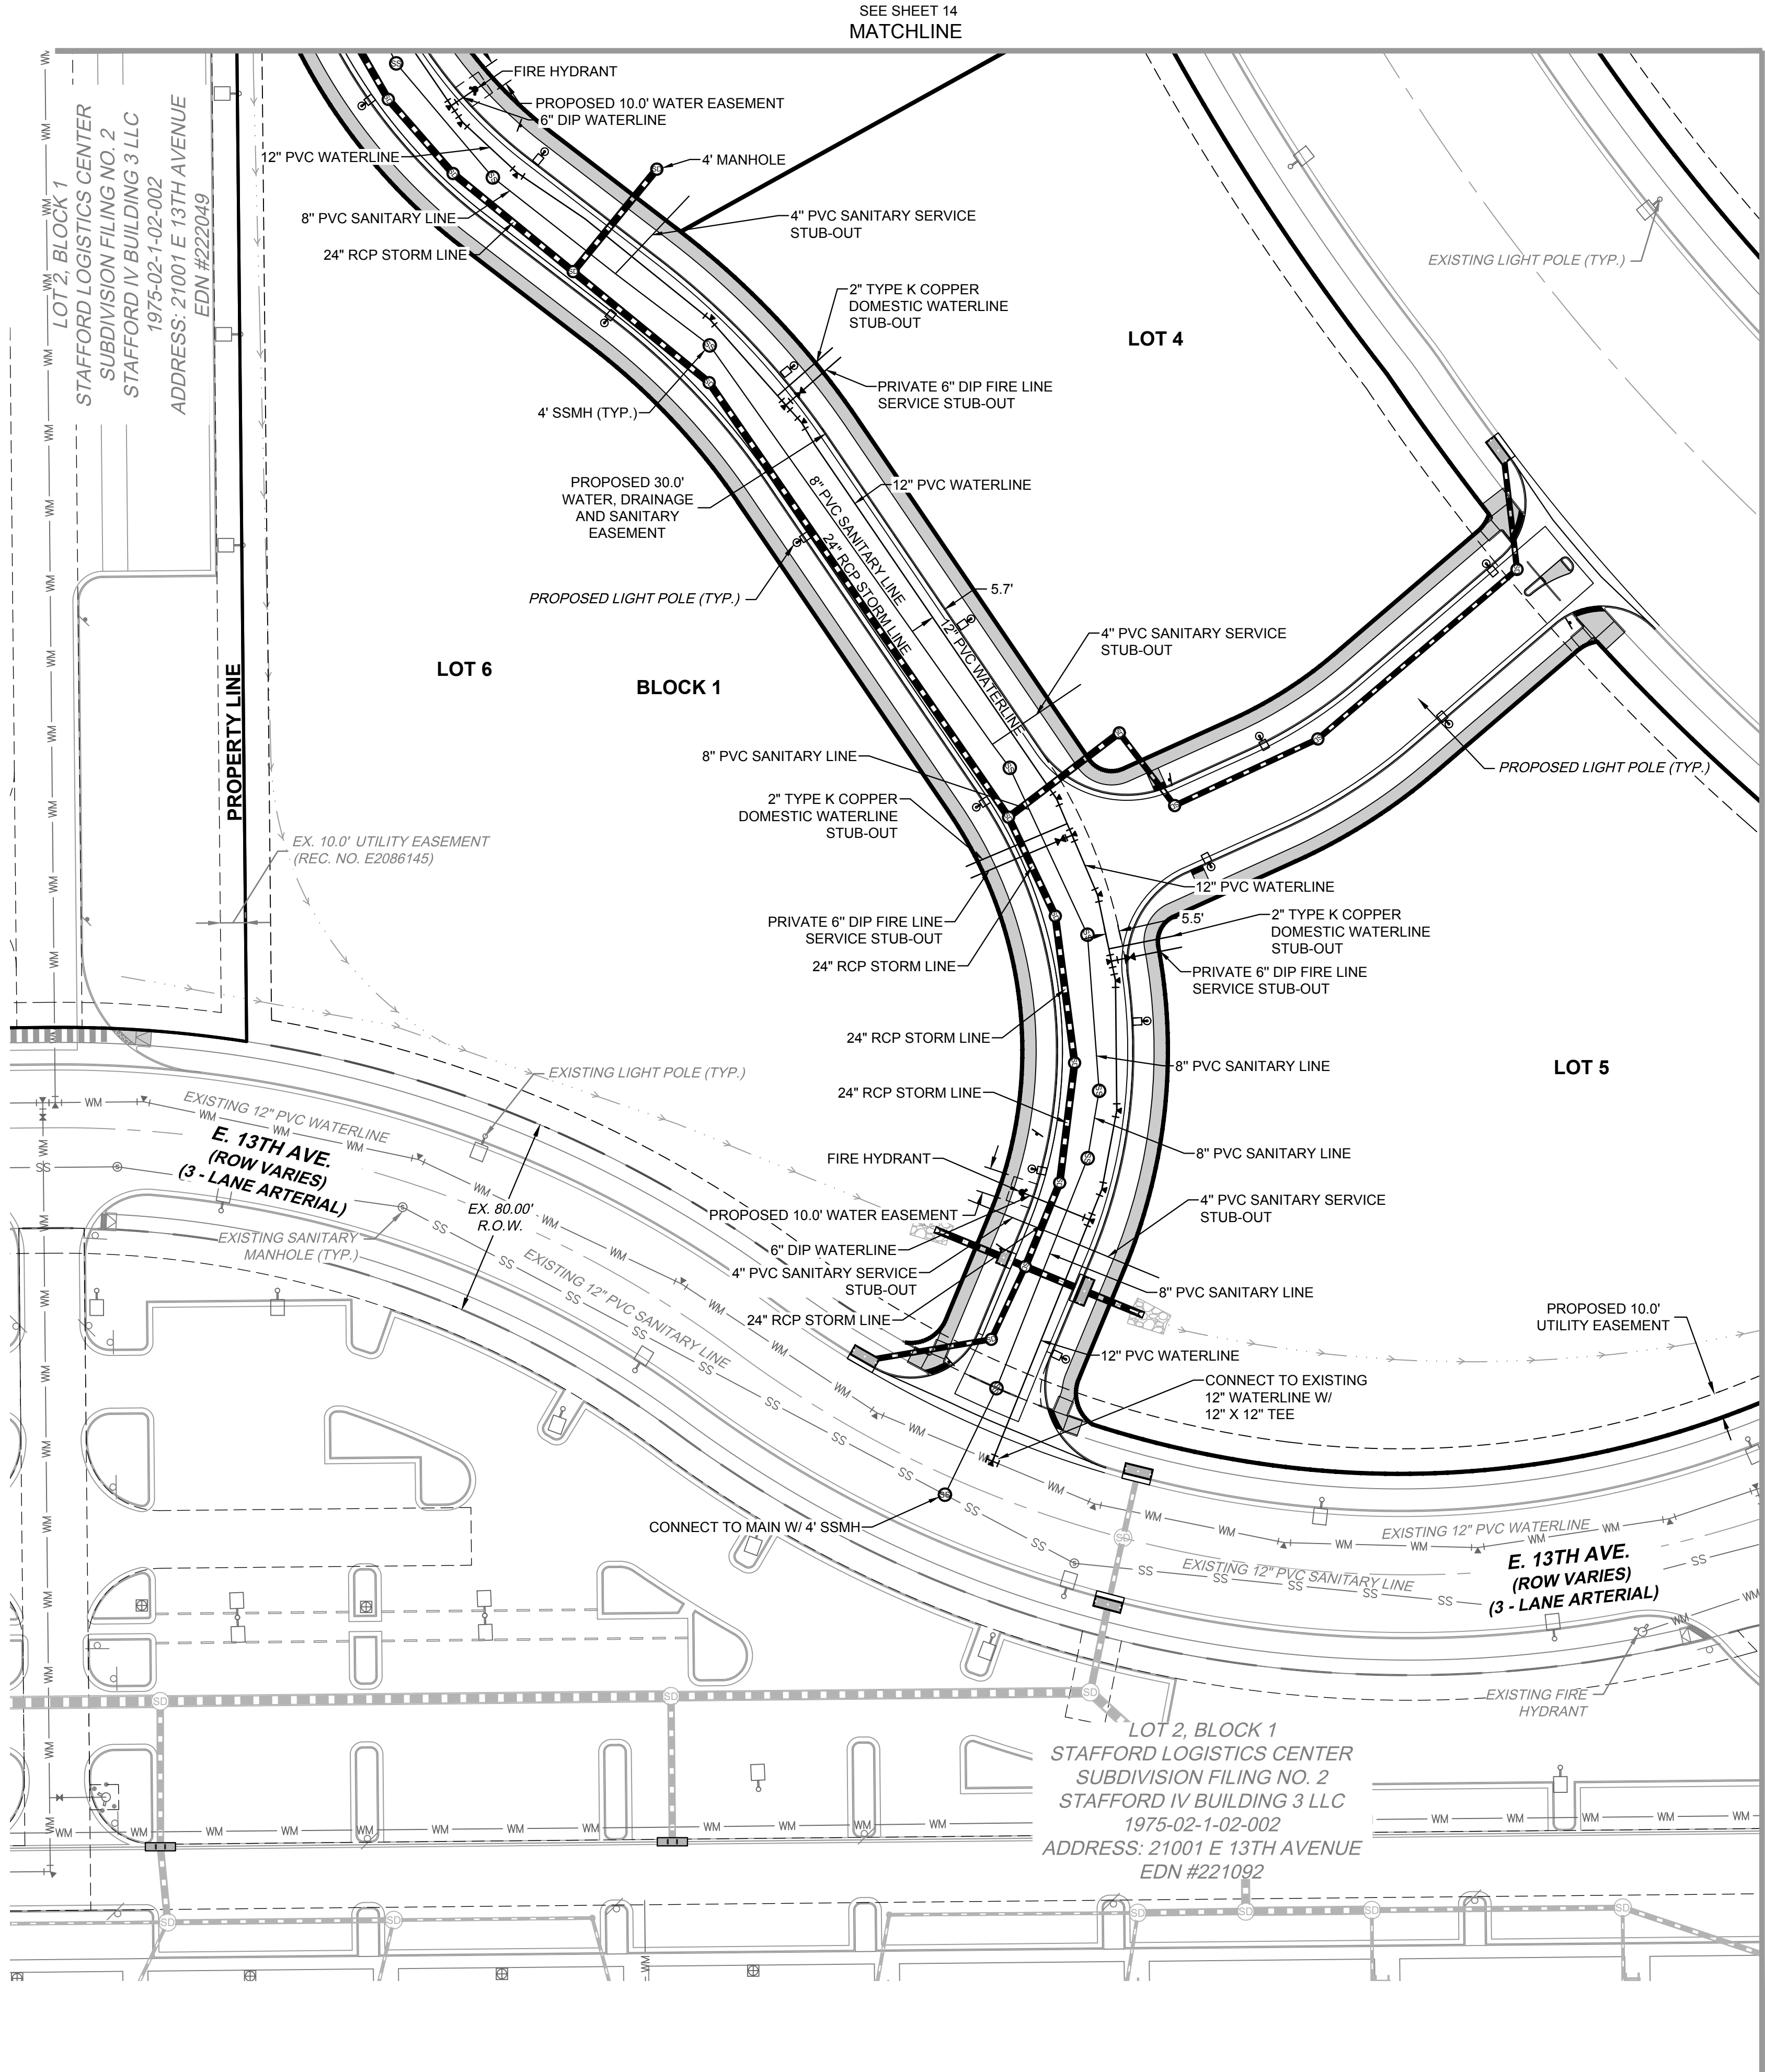 SEE SHEET 14
MATCHLINE
LOT 2, BLOCK 1
STAFFORD LOGISTICS CENTER
SUBDIVISION FILING NO. 2
STAFFORD IV BUILDING 3 LLC
1975-02-1-02-002
ADDRESS: 21001 E 13TH AVENUE
EDN #222049
FIRE HYDRANT
PROPOSED 10.0' WATER EASEMENT
6" DIP WATERLINE
12" PVC WATERLINE
4' MANHOLE
8" PVC SANITARY LINE
24" RCP STORM LINE
4" PVC SANITARY SERVICE
STUB-OUT
EXISTING LIGHT POLE (TYP.)
2" TYPE K COPPER
DOMESTIC WATERLINE
STUB-OUT
LOT 4
PRIVATE 6" DIP FIRE LINE
SERVICE STUB-OUT
4' SSMH (TYP.)
PROPOSED 30.0'
WATER, DRAINAGE
AND SANITARY
EASEMENT
12" PVC WATERLINE
8" PVC SANITARY LINE
24" RCP STORM LINE
12" PVC WATERLINE
5.7'
PROPOSED LIGHT POLE (TYP.)
4" PVC SANITARY SERVICE
STUB-OUT
LOT 6
BLOCK 1
PROPERTY LINE
8" PVC SANITARY LINE
PROPOSED LIGHT POLE (TYP.)
2" TYPE K COPPER
DOMESTIC WATERLINE
STUB-OUT
EX. 10.0' UTILITY EASEMENT
(REC. NO. E2086145)
12" PVC WATERLINE
5.5'
PRIVATE 6" DIP FIRE LINE
SERVICE STUB-OUT
2" TYPE K COPPER
DOMESTIC WATERLINE
STUB-OUT
24" RCP STORM LINE
PRIVATE 6" DIP FIRE LINE
SERVICE STUB-OUT
24" RCP STORM LINE
8" PVC SANITARY LINE
LOT 5
EXISTING LIGHT POLE (TYP.)
24" RCP STORM LINE
EXISTING 12" PVC WATERLINE
E. 13TH AVE.
(ROW VARIES)
(3 - LANE ARTERIAL)
8" PVC SANITARY LINE
FIRE HYDRANT
EX. 80.00'
R.O.W.
4" PVC SANITARY SERVICE
STUB-OUT
PROPOSED 10.0' WATER EASEMENT
EXISTING SANITARY
MANHOLE (TYP.)
6" DIP WATERLINE
4" PVC SANITARY SERVICE
STUB-OUT
EXISTING 12" PVC SANITARY LINE
8" PVC SANITARY LINE
24" RCP STORM LINE
PROPOSED 10.0'
UTILITY EASEMENT
12" PVC WATERLINE
CONNECT TO EXISTING
12" WATERLINE W/
12" X 12" TEE
CONNECT TO MAIN W/ 4' SSMH
EXISTING 12" PVC WATERLINE
EXISTING 12" PVC SANITARY LINE
E. 13TH AVE.
(ROW VARIES)
(3 - LANE ARTERIAL)
EXISTING FIRE
HYDRANT
LOT 2, BLOCK 1
STAFFORD LOGISTICS CENTER
SUBDIVISION FILING NO. 2
STAFFORD IV BUILDING 3 LLC
1975-02-1-02-002
ADDRESS: 21001 E 13TH AVENUE
EDN #221092